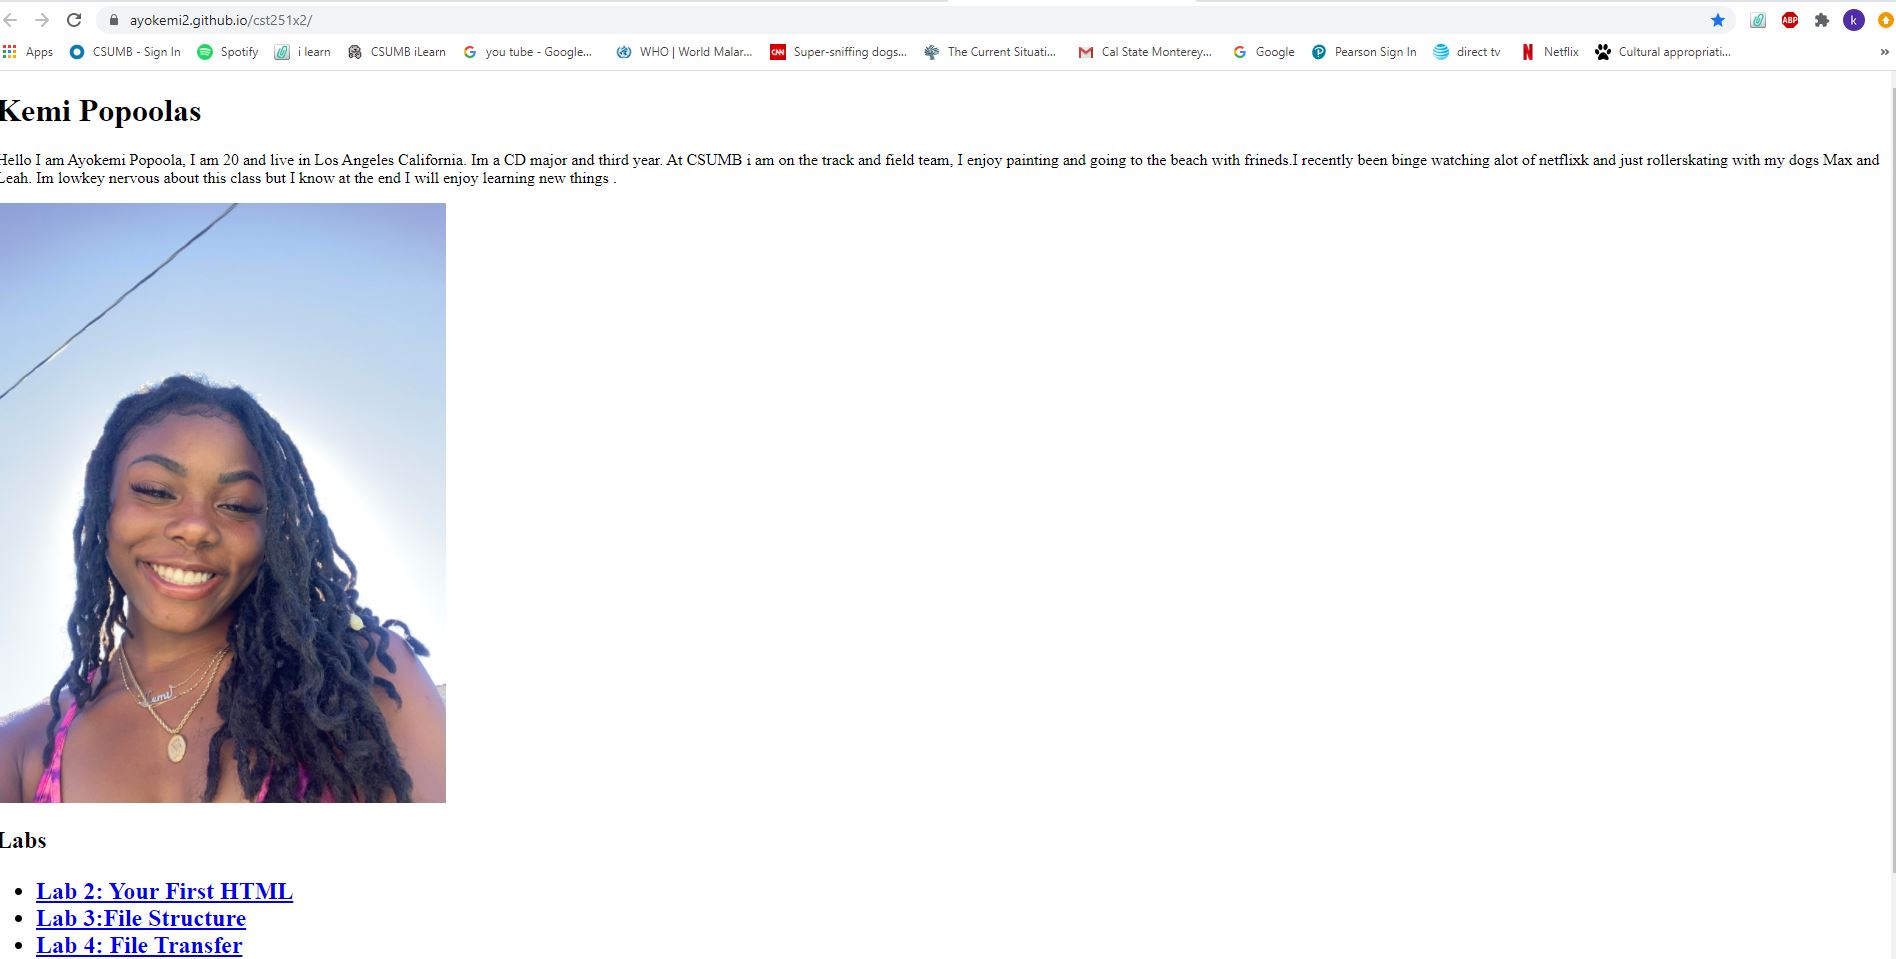 ayokemi2.github.io/cst251x2/
ABP
k
Apps CSUMB - Sign In Spotify i learn CSUMB iLearn you tube - Google... WHO | World Malar... CNN Super-sniffing dogs... The Current Situati... Cal State Monterey... Google Pearson Sign In direct tv Netflix Cultural appropriati... »
Kemi Popoolas
Hello I am Ayokemi Popoola, I am 20 and live in Los Angeles California. Im a CD major and third year. At CSUMB i am on the track and field team, I enjoy painting and going to the beach with frineds.I recently been binge watching alot of netflixk and just rollerskating with my dogs Max and
Leah. Im lowkey nervous about this class but I know at the end I will enjoy learning new things .
Kemi
Labs
Lab 2: Your First HTML
Lab 3:File Structure
Lab 4: File Transfer